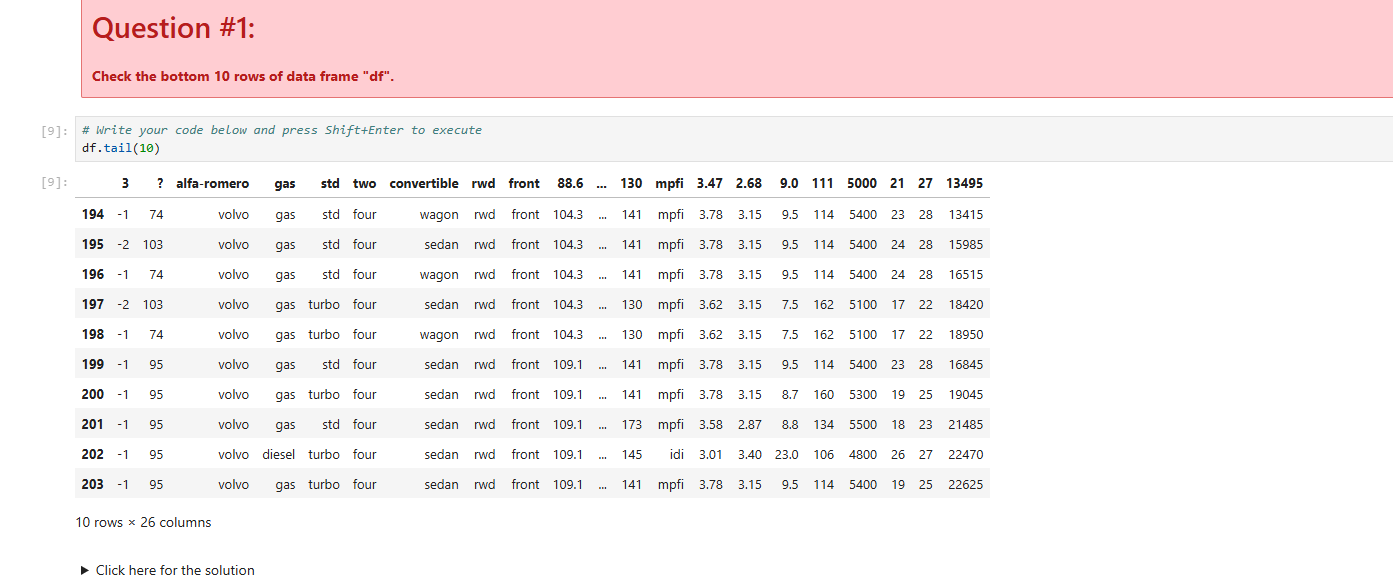 Question #1:
Check the bottom 10 rows of data frame "df".
[9]: # Write your code below and press Shift+Enter to execute
df.tail(10)
[9]: 3 ? alfa-romero gas std two convertible rwd front 88.6 ... 130 mpfi 3.47 2.68 9.0 111 5000 21 27 13495
194 -1 74 volvo gas std four wagon rwd front 104.3 ... 141 mpfi 3.78 3.15 9.5 114 5400 23 28 13415
195 -2 103 volvo gas std four sedan rwd front 104.3 ... 141 mpfi 3.78 3.15 9.5 114 5400 24 28 15985
196 -1 74 volvo gas std four wagon rwd front 104.3 ... 141 mpfi 3.78 3.15 9.5 114 5400 24 28 16515
197 -2 103 volvo gas turbo four sedan rwd front 104.3 ... 130 mpfi 3.62 3.15 7.5 162 5100 17 22 18420
198 -1 74 volvo gas turbo four wagon rwd front 104.3 ... 130 mpfi 3.62 3.15 7.5 162 5100 17 22 18950
199 -1 95 volvo gas std four sedan rwd front 109.1 ... 141 mpfi 3.78 3.15 9.5 114 5400 23 28 16845
200 -1 95 volvo gas turbo four sedan rwd front 109.1 ... 141 mpfi 3.78 3.15 8.7 160 5300 19 25 19045
201 -1 95 volvo gas std four sedan rwd front 109.1 ... 173 mpfi 3.58 2.87 8.8 134 5500 18 23 21485
202 -1 95 volvo diesel turbo four sedan rwd front 109.1 ... 145 idi 3.01 3.40 23.0 106 4800 26 27 22470
203 -1 95 volvo gas turbo four sedan rwd front 109.1 ... 141 mpfi 3.78 3.15 9.5 114 5400 19 25 22625
10 rows × 26 columns
▶ Click here for the solution